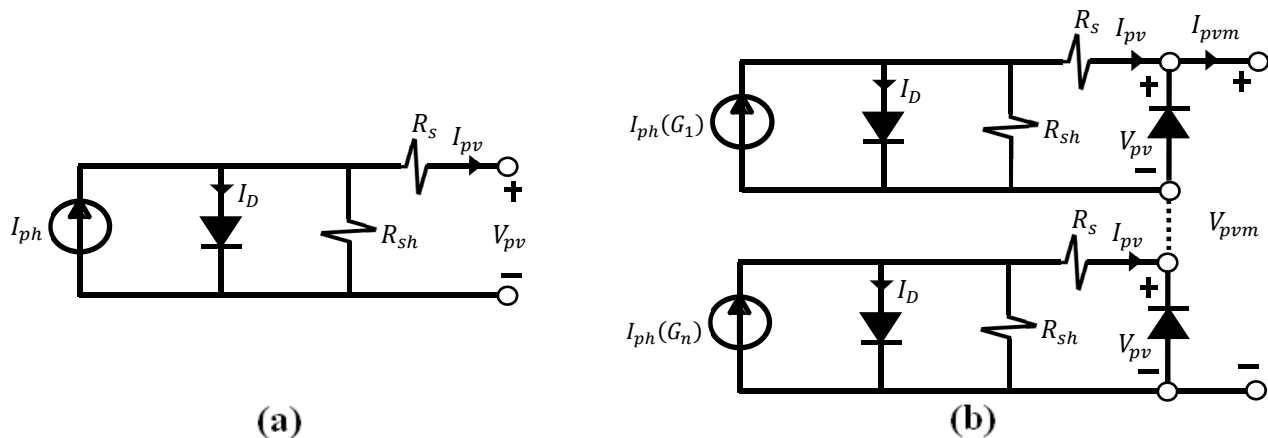 I_ph
I_D
R_sh
R_s
I_pv
+
V_pv
−
(a)
R_s
I_pv
I_pvm
I_ph(G_1)
I_D
R_sh
+
+
V_pv
−
V_pvm
R_s
I_pv
I_ph(G_n)
I_D
R_sh
+
V_pv
−
−
(b)